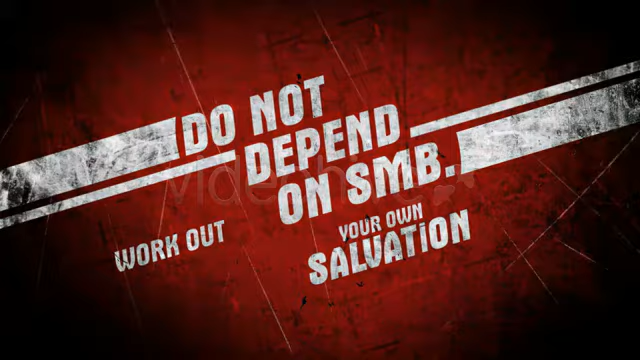 DO NOT
DEPEND
ON SMB.
WORK OUT
YOUR OWN
SALVATION